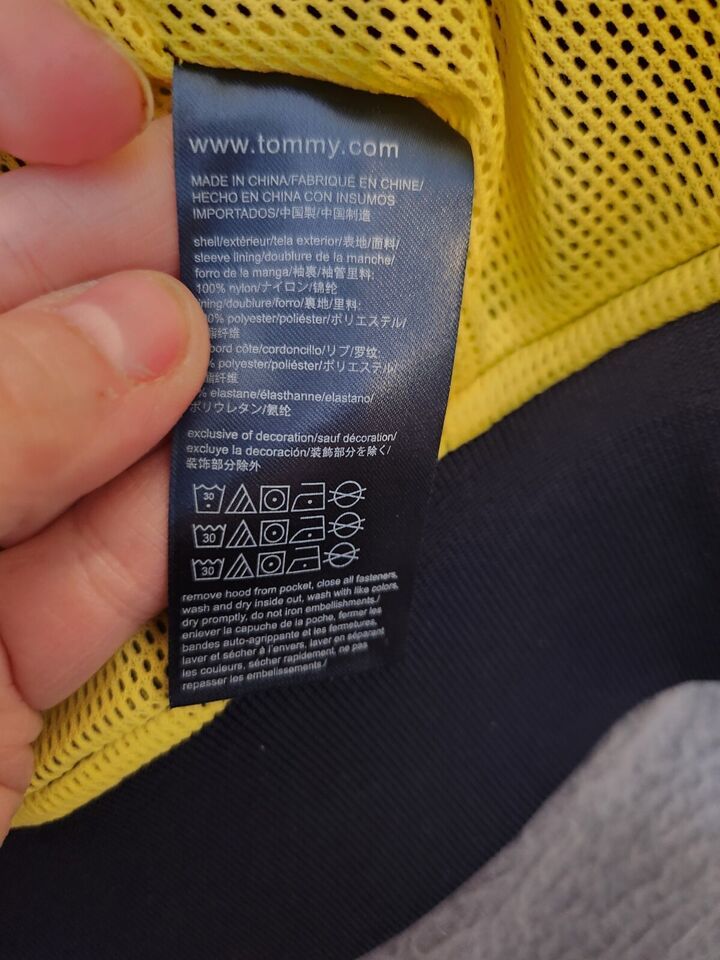 www.tommy.com
MADE IN CHINA/FABRIQUÉ EN CHINE/
HECHO EN CHINA CON INSUMOS
IMPORTADOS/中国製/中国制造
shell/extérieur/tela exterior/表地/面料/
sleeve lining/doublure de la manche/
forro de la manga/袖裏/袖管里料:
100% nylon/ナイロン/锦纶
lining/doublure/forro/裏地/里料:
% polyester/poliéster/ポリエステル/
纤维
bord côte/cordoncillo/リブ/罗纹:
% polyester/poliéster/ポリエステル/
纤维
% elastane/élasthanne/elastano/
ポリウレタン/氨纶
exclusive of decoration/sauf décoration/
excluye la decoración/装飾部分を除く/
装饰部分除外
30
30
30
remove hood from pocket, close all fasteners,
wash and dry inside out, wash with like colors,
dry promptly, do not iron embellishments./
enlever la capuche de la poche, fermer les
bandes auto-agrippante et les fermetures,
laver et sécher à l'envers, laver en séparant
les couleurs, sécher rapidement, ne pas
repasser les embellissements./